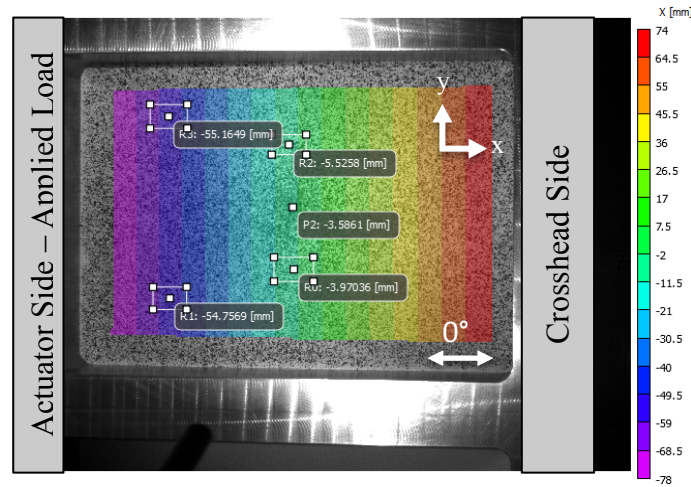 X [mm]
Actuator Side – Applied Load
R3: -55.1649 [mm]
R2: -5.5258 [mm]
P2: -3.5861 [mm]
R0: -3.97036 [mm]
R1: -54.7569 [mm]
y
x
0°
Crosshead Side
74
64.5
55
45.5
36
26.5
17
7.5
-2
-11.5
-21
-30.5
-40
-49.5
-59
-68.5
-78